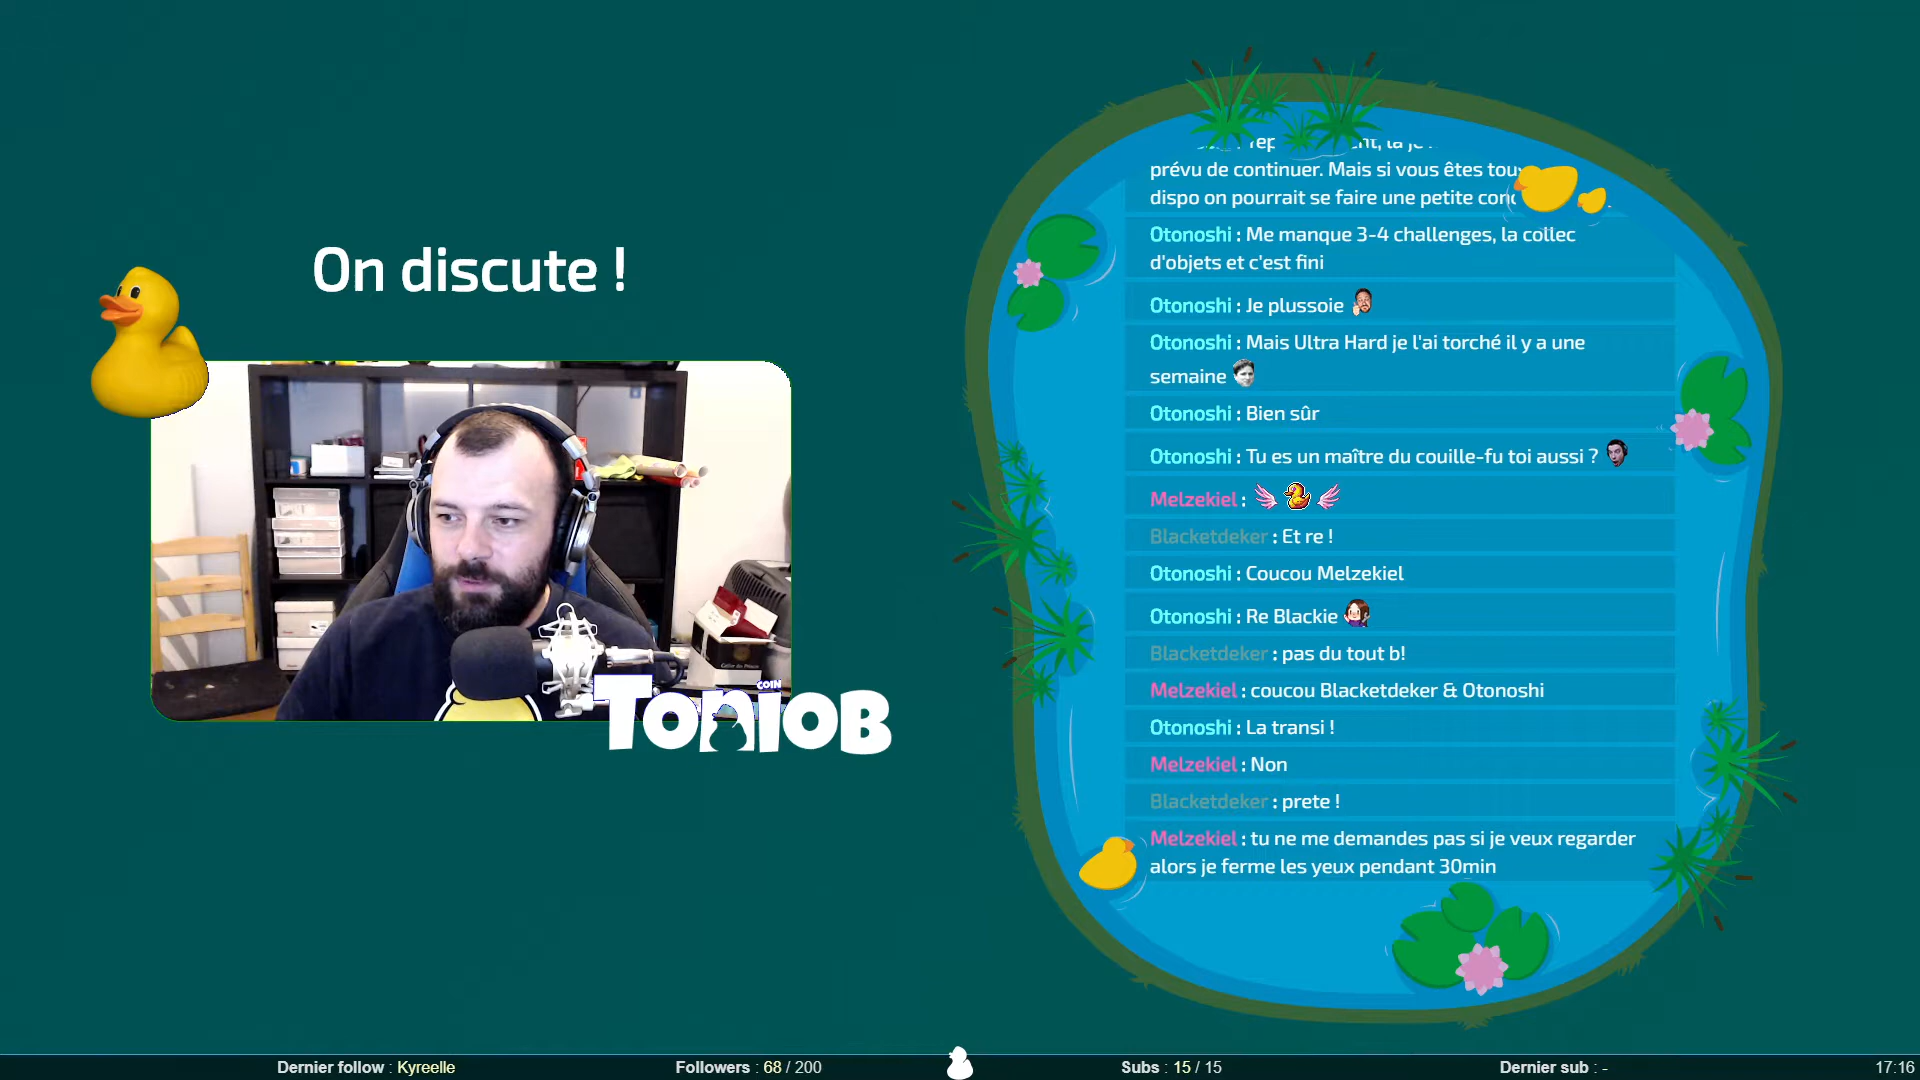 On discute !
COIN
TONIOB
prévu de continuer. Mais si vous êtes
dispo on pourrait se faire une petite
Otonoshi : Me manque 3-4 challenges, la collec
d'objets et c'est fini
Otonoshi : Je plussoie
Otonoshi : Mais Ultra Hard je l'ai torché il y a une
semaine
Otonoshi : Bien sûr
Otonoshi : Tu es un maître du couille-fu toi aussi ?
Melzekiel :
Blacketdeker : Et re !
Otonoshi : Coucou Melzekiel
Otonoshi : Re Blackie
Blacketdeker : pas du tout b!
Melzekiel : coucou Blacketdeker & Otonoshi
Otonoshi : La transi !
Melzekiel : Non
Blacketdeker : prete !
Melzekiel : tu ne me demandes pas si je veux regarder
alors je ferme les yeux pendant 30min
Dernier follow : Kyreelle
Followers : 68 / 200
Subs : 15 / 15
Dernier sub : -
17:16